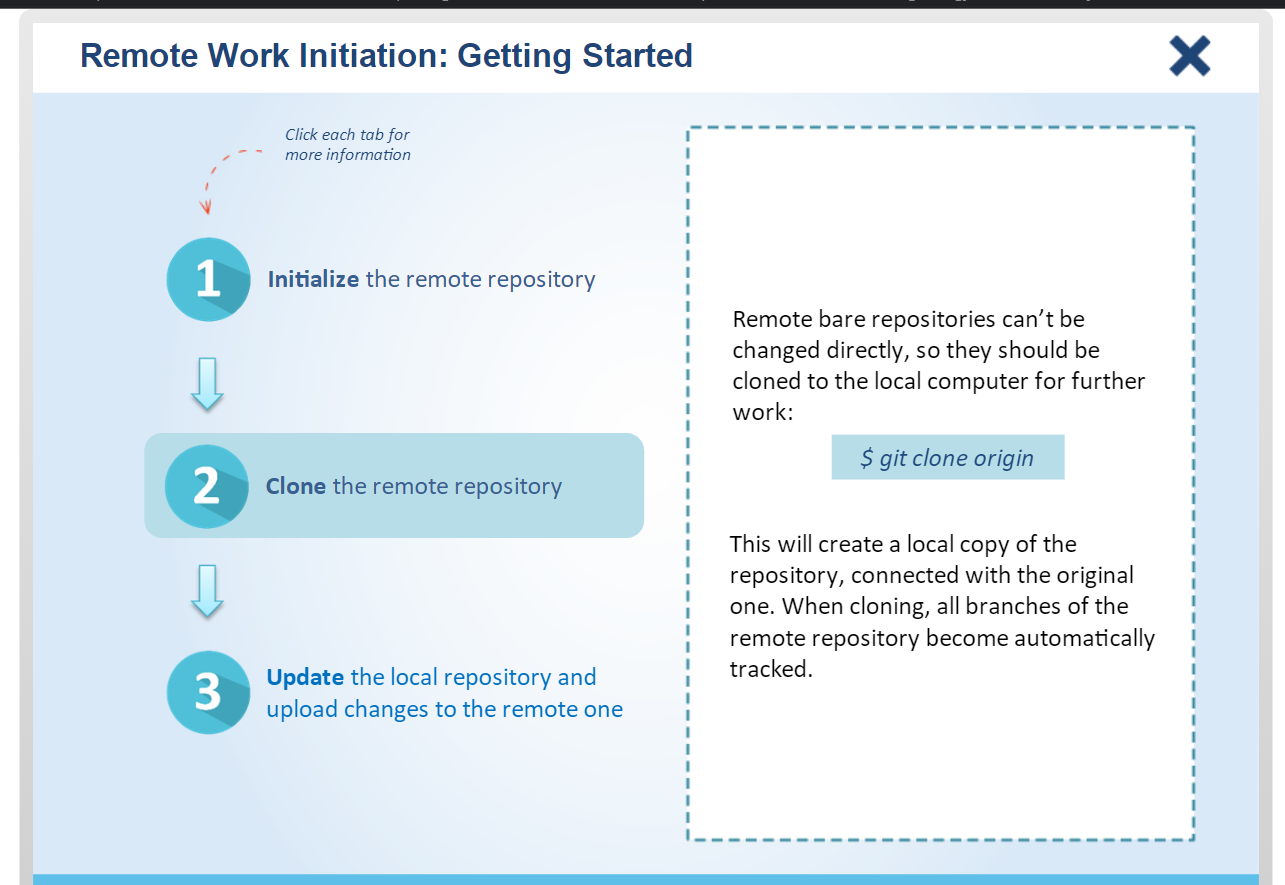 Remote Work Initiation: Getting Started
Click each tab for
more information
1
Initialize the remote repository
2
Clone the remote repository
3
Update the local repository and
upload changes to the remote one
Remote bare repositories can’t be
changed directly, so they should be
cloned to the local computer for further
work:
$ git clone origin
This will create a local copy of the
repository, connected with the original
one. When cloning, all branches of the
remote repository become automatically
tracked.